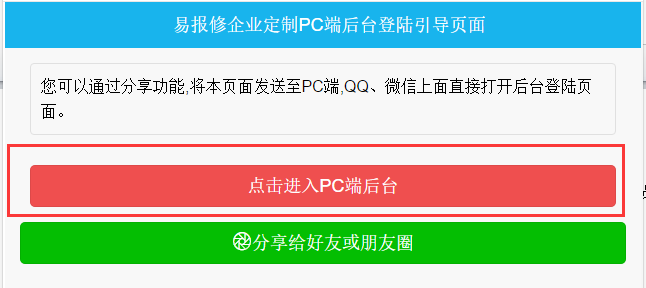 易报修企业定制PC端后台登陆引导页面
您可以通过分享功能,将本页面发送至PC端,QQ、微信上面直接打开后台登陆页
面。
点击进入PC端后台
分享给好友或朋友圈